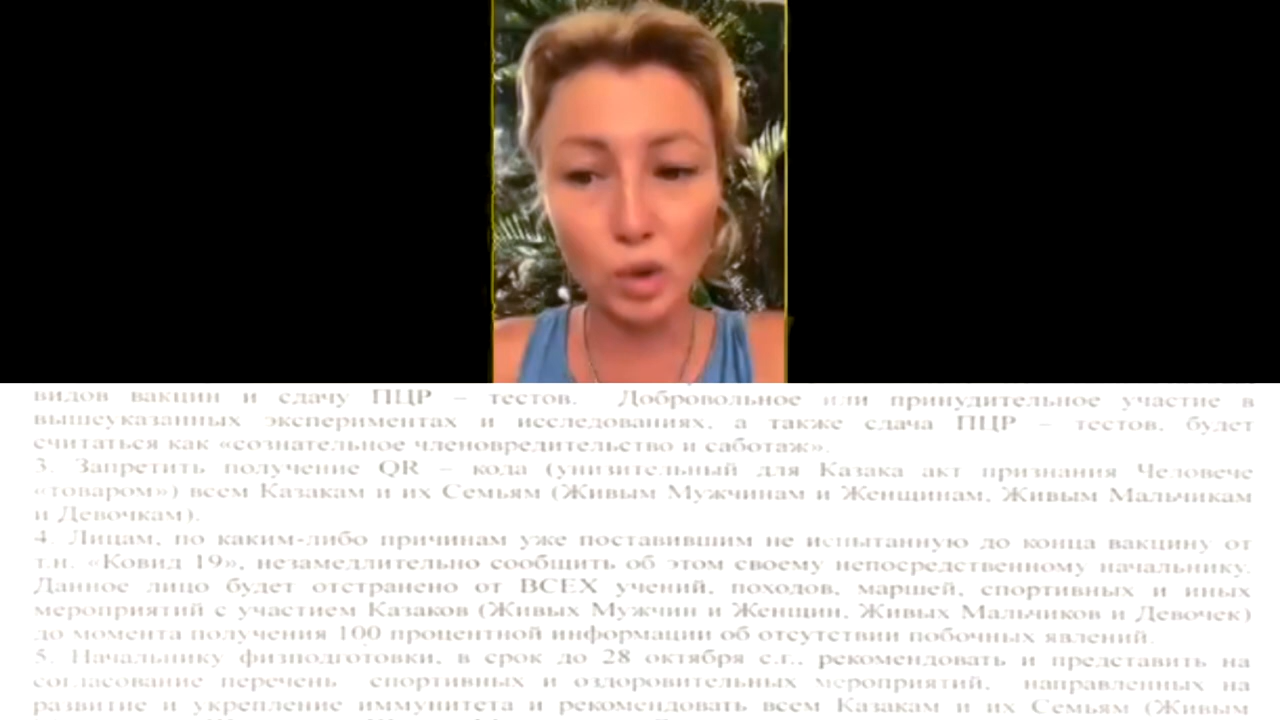 видов вакцин и сдачу ПЦР – тестов. Добровольное или принудительное участие в
вышеуказанных экспериментах и исследованиях, а также сдача ПЦР – тестов, будет
считаться как «сознательное членовредительство и саботаж».
3. Запретить получение QR – кода (унизительный для Казака акт признания Человече
«товаром») всем Казакам и их Семьям (Живым Мужчинам и Женщинам, Живым Мальчикам
и Девочкам).
4. Лицам, по каким-либо причинам уже поставившим не испытанную до конца вакцину от
т.н. «Ковид 19», незамедлительно сообщить об этом своему непосредственному начальнику.
Данное лицо будет отстранено от ВСЕХ учений, походов, маршей, спортивных и иных
мероприятий с участием Казаков (Живых Мужчин и Женщин, Живых Мальчиков и Девочек)
до момента получения 100 процентной информации об отсутствии побочных явлений.
5. Начальнику физподготовки, в срок до 28 октября с.г., рекомендовать и представить на
согласование перечень спортивных и оздоровительных мероприятий, направленных на
развитие и укрепление иммунитета и рекомендовать всем Казакам и их Семьям (Живым